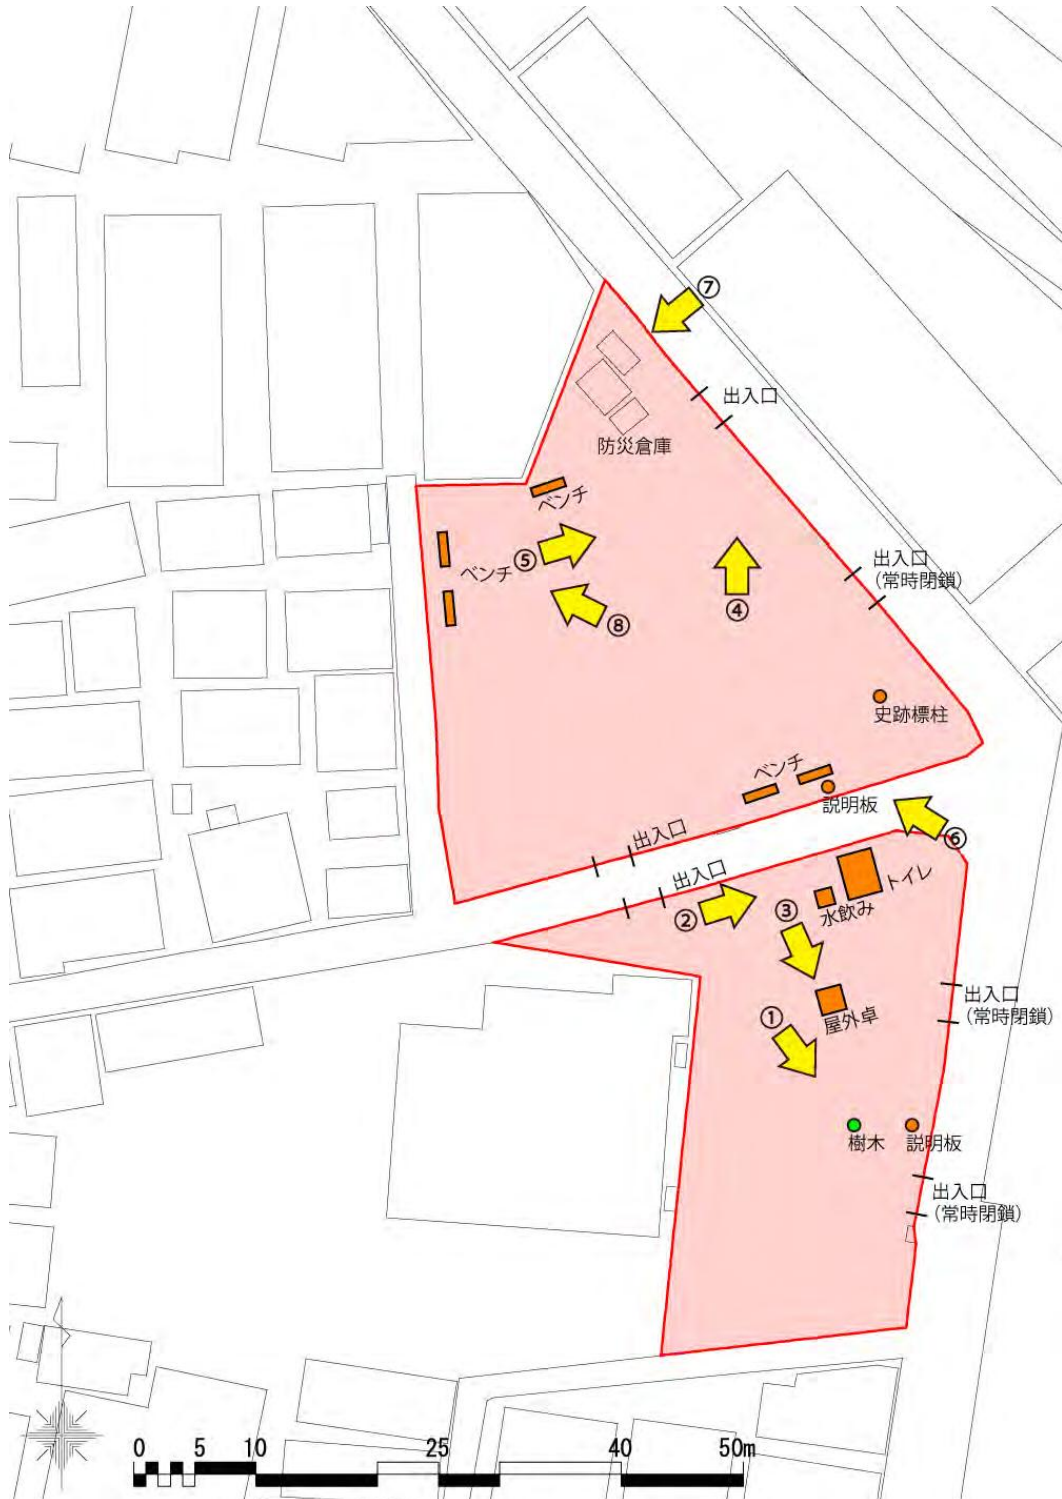 ⑦
出入口
防災倉庫
ベンチ
⑤
ベンチ
出入口
(常時閉鎖)
④
⑧
史跡標柱
ベンチ
説明板
出入口
⑥
出入口
トイレ
②
③
水飲み
出入口
(常時閉鎖)
①
屋外卓
樹木
説明板
出入口
(常時閉鎖)
0 5 10 25 40 50m